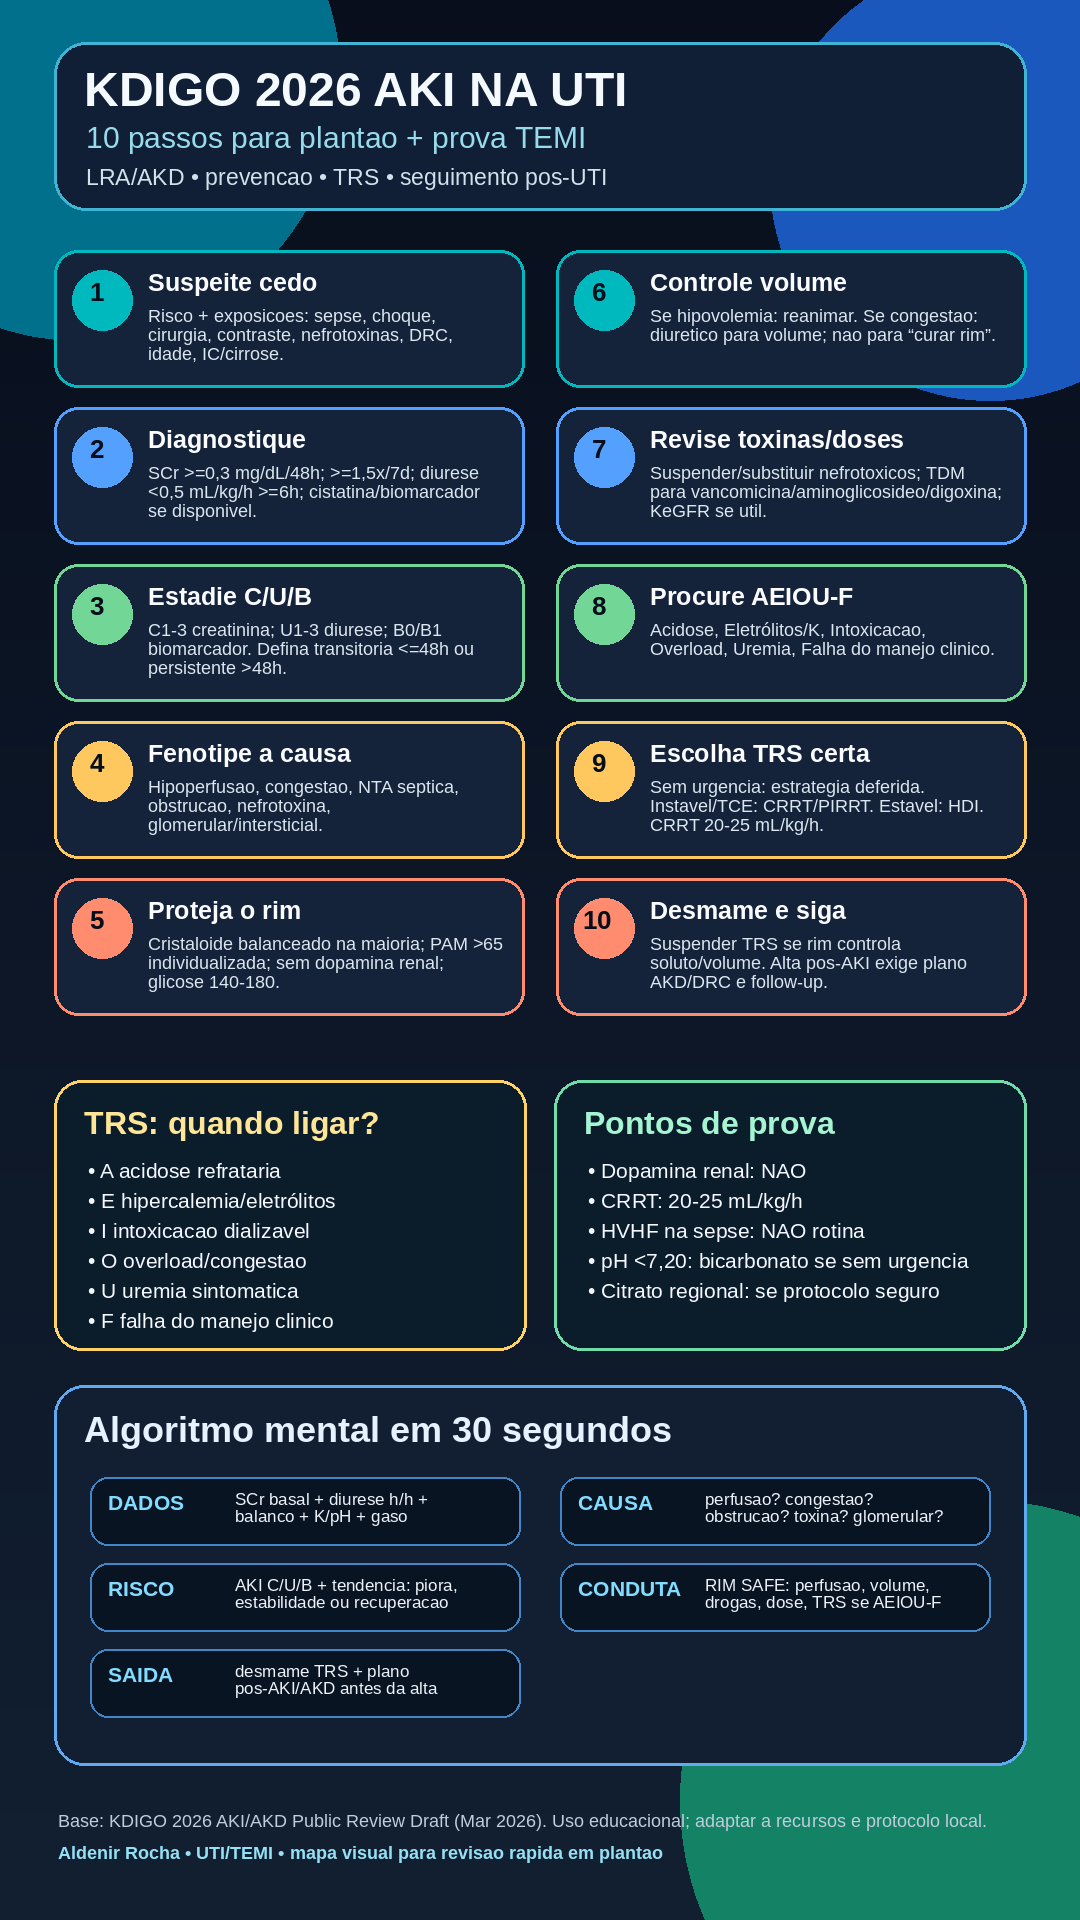 KDIGO 2026 AKI NA UTI
10 passos para plantao + prova TEMI
LRA/AKD • prevencao • TRS • seguimento pos-UTI
1
Suspeite cedo
Risco + exposicoes: sepse, choque,
cirurgia, contraste, nefrotoxinas, DRC,
idade, IC/cirrose.
2
Diagnostique
SCr >=0,3 mg/dL/48h; >=1,5x/7d; diurese
<0,5 mL/kg/h >=6h; cistatina/biomarcador
se disponivel.
3
Estadie C/U/B
C1-3 creatinina; U1-3 diurese; B0/B1
biomarcador. Defina transitoria <=48h ou
persistente >48h.
4
Fenotipe a causa
Hipoperfusao, congestao, NTA septica,
obstrucao, nefrotoxina,
glomerular/intersticial.
5
Proteja o rim
Cristaloide balanceado na maioria; PAM >65
individualizada; sem dopamina renal;
glicose 140-180.
6
Controle volume
Se hipovolemia: reanimar. Se congestao:
diuretico para volume; nao para “curar rim”.
7
Revise toxinas/doses
Suspender/substituir nefrotoxicos; TDM
para vancomicina/aminoglicosideo/digoxina;
KeGFR se util.
8
Procure AEIOU-F
Acidose, Eletrólitos/K, Intoxicacao,
Overload, Uremia, Falha do manejo clinico.
9
Escolha TRS certa
Sem urgencia: estrategia deferida.
Instavel/TCE: CRRT/PIRRT. Estavel: HDI.
CRRT 20-25 mL/kg/h.
10
Desmame e siga
Suspender TRS se rim controla
soluto/volume. Alta pos-AKI exige plano
AKD/DRC e follow-up.
TRS: quando ligar?
• A acidose refrataria
• E hipercalemia/eletrólitos
• I intoxicacao dializavel
• O overload/congestao
• U uremia sintomatica
• F falha do manejo clinico
Pontos de prova
• Dopamina renal: NAO
• CRRT: 20-25 mL/kg/h
• HVHF na sepse: NAO rotina
• pH <7,20: bicarbonato se sem urgencia
• Citrato regional: se protocolo seguro
Algoritmo mental em 30 segundos
DADOS
SCr basal + diurese h/h +
balanco + K/pH + gaso
CAUSA
perfusao? congestao?
obstrucao? toxina? glomerular?
RISCO
AKI C/U/B + tendencia: piora,
estabilidade ou recuperacao
CONDUTA
RIM SAFE: perfusao, volume,
drogas, dose, TRS se AEIOU-F
SAIDA
desmame TRS + plano
pos-AKI/AKD antes da alta
Base: KDIGO 2026 AKI/AKD Public Review Draft (Mar 2026). Uso educacional; adaptar a recursos e protocolo local.
Aldenir Rocha • UTI/TEMI • mapa visual para revisao rapida em plantao